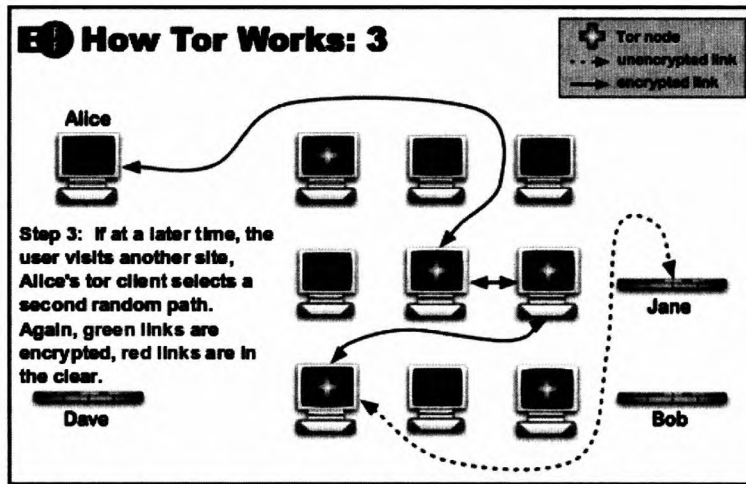 How Tor Works: 3
Tor node
unencrypted link
encrypted link
Alice
Step 3: If at a later time, the
user visits another site,
Alice's tor client selects a
second random path.
Again, green links are
encrypted, red links are in
the clear.
Jane
Dave
Bob